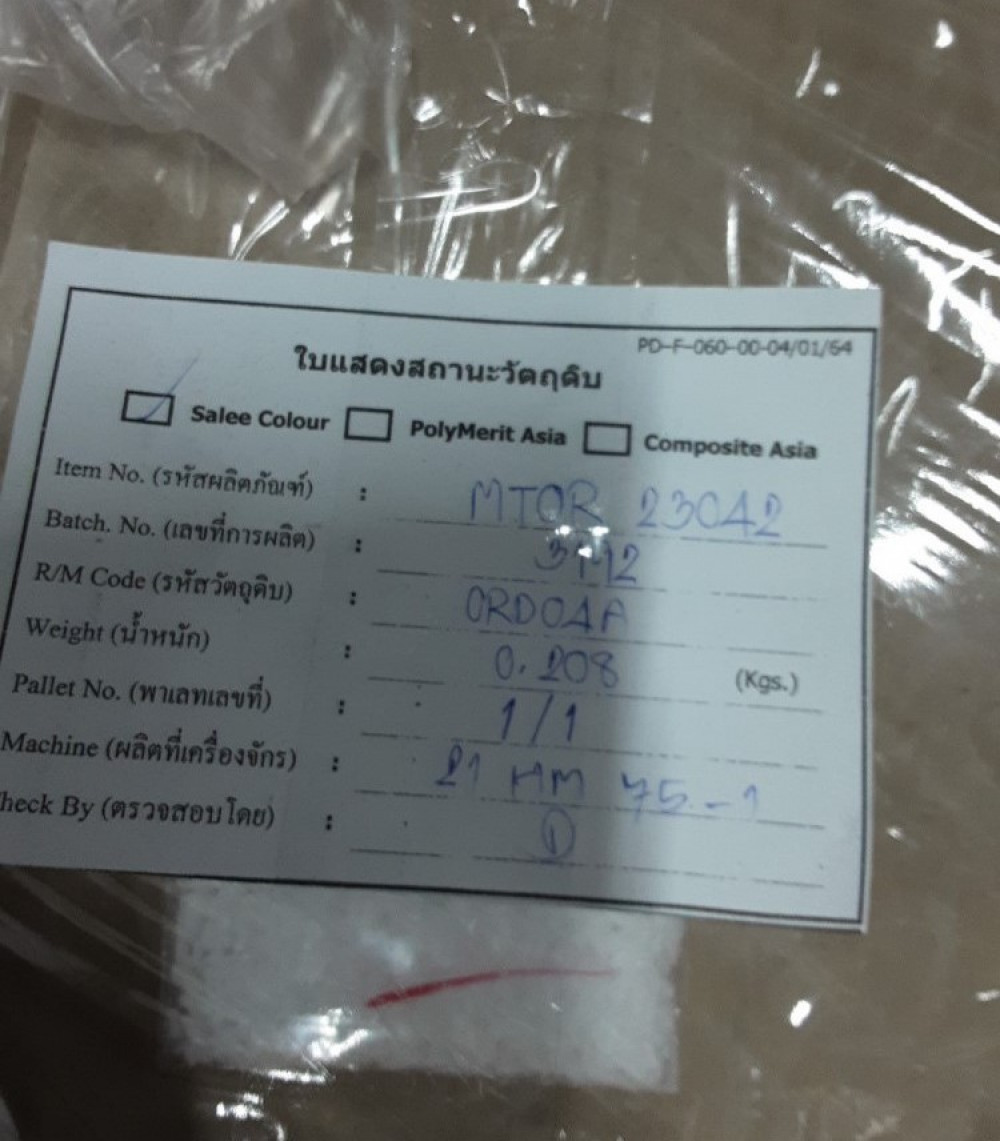 PD-F-060-00-04/01/64
ใบแสดงสถานะวัตถุดิบ
Salee Colour PolyMerit Asia Composite Asia
Item No. (รหัสผลิตภัณฑ์) : MTOR 23042
Batch. No. (เลขที่การผลิต) :
R/M Code (รหัสวัตถุดิบ) : ORD04A
Weight (น้ำหนัก) : 0.208 (Kgs.)
Pallet No. (พาเลทเลขที่) : 1/1
Machine (ผลิตที่เครื่องจักร) : 21 HM 75-1
heck By (ตรวจสอบโดย) :